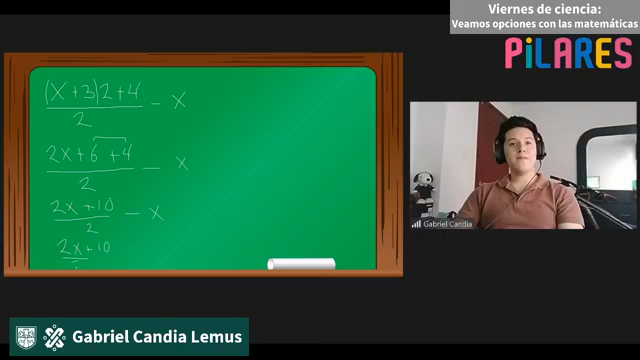 Viernes de ciencia:
Veamos opciones con las matemáticas
PiLARES
(x+3)2+4
— - x
2
2x+6+4
— - x
2
2x+10
— - x
2
2x+10
—
Gabriel Candia
Gabriel Candia Lemus